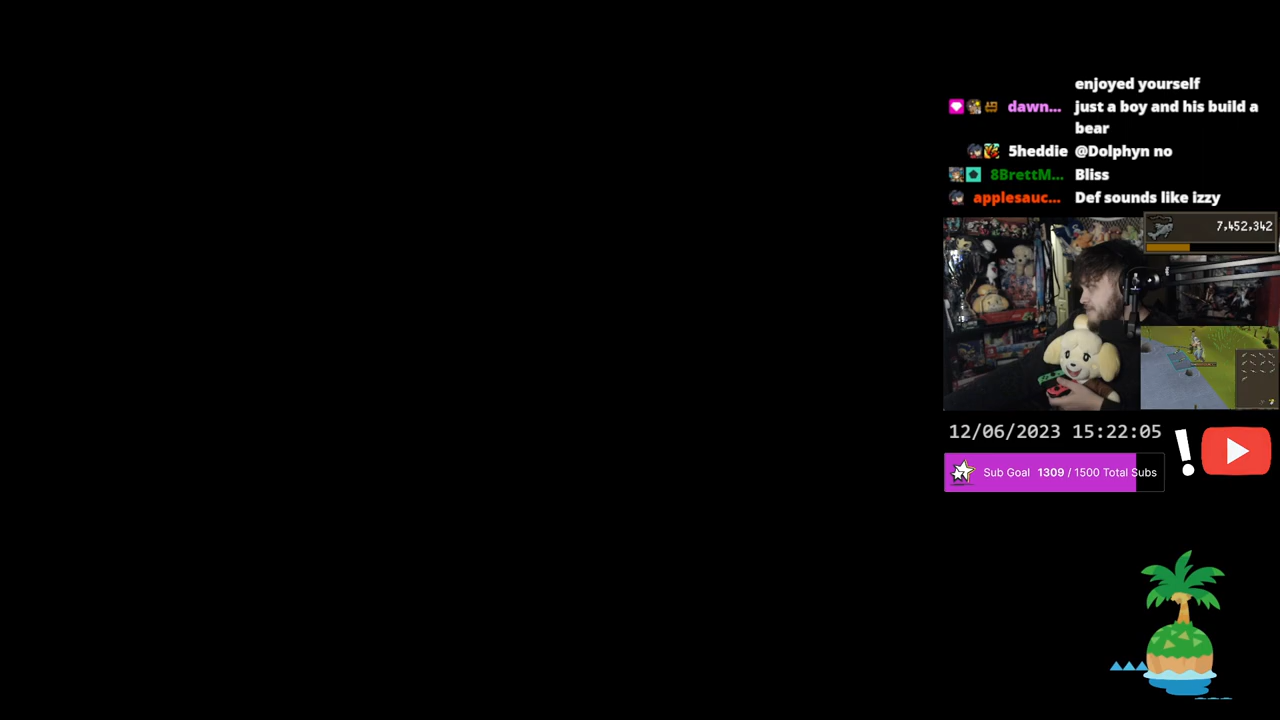 enjoyed yourself
dawn... just a boy and his build a
bear
5heddie @Dolphyn no
8BrettM... Bliss
applesauc... Def sounds like izzy
7,452,342
12/06/2023 15:22:05
!
Sub Goal 1309 / 1500 Total Subs